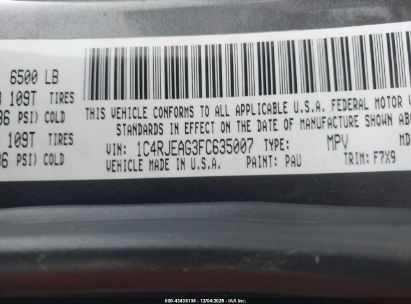 6500 LB
109T TIRES
PSI) COLD
109T TIRES
PSI) COLD
THIS VEHICLE CONFORMS TO ALL APPLICABLE U.S.A. FEDERAL MOTOR
STANDARDS IN EFFECT ON THE DATE OF MANUFACTURE SHOWN
VIN: 1C4RJEAG3FC635007 TYPE: MPV
VEHICLE MADE IN U.S.A. PAINT: PAU TRIM: F7X9
000-43838138 - 12/04/2025 - IAA, Inc.